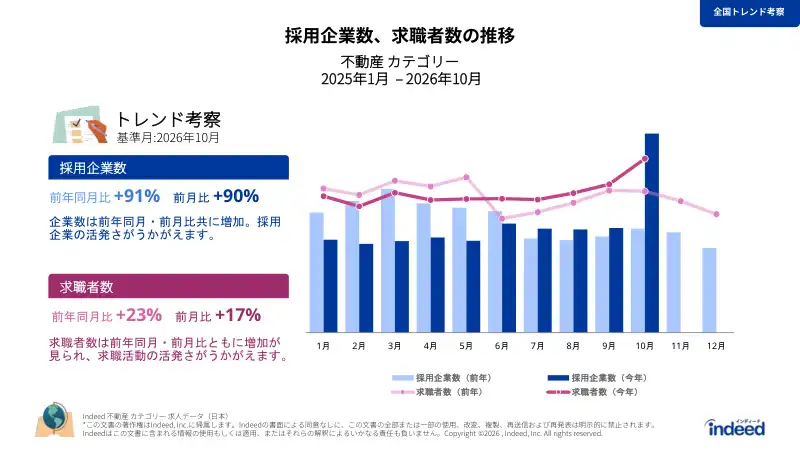 全国トレンド考察
採用企業数、求職者数の推移
不動産 カテゴリー
2025年1月 – 2026年10月
トレンド考察
基準月:2026年10月
採用企業数
前年同月比 +91% 前月比 +90%
企業数は前年同月・前月比共に増加。採用
企業の活発さがうかがえます。
求職者数
前年同月比 +23% 前月比 +17%
求職者数は前年同月・前月比ともに増加が
見られ、求職活動の活発さがうかがえます。
1月 2月 3月 4月 5月 6月 7月 8月 9月 10月 11月 12月
採用企業数（前年） 採用企業数（今年）
求職者数（前年） 求職者数（今年）
Indeed 不動産 カテゴリー 求人データ（日本）
*この文書の著作権はIndeed, Inc.に帰属します。Indeedの書面による同意なしに、この文書の全部または一部の使用、改変、複製、再送信および再発表は明示的に禁止されます。
Indeedはこの文書に含まれる情報の使用もしくは適用、またはそれらの解釈によるいかなる責任も負いません。Copyright ©2026 , Indeed, Inc. All rights reserved.
インディード
indeed